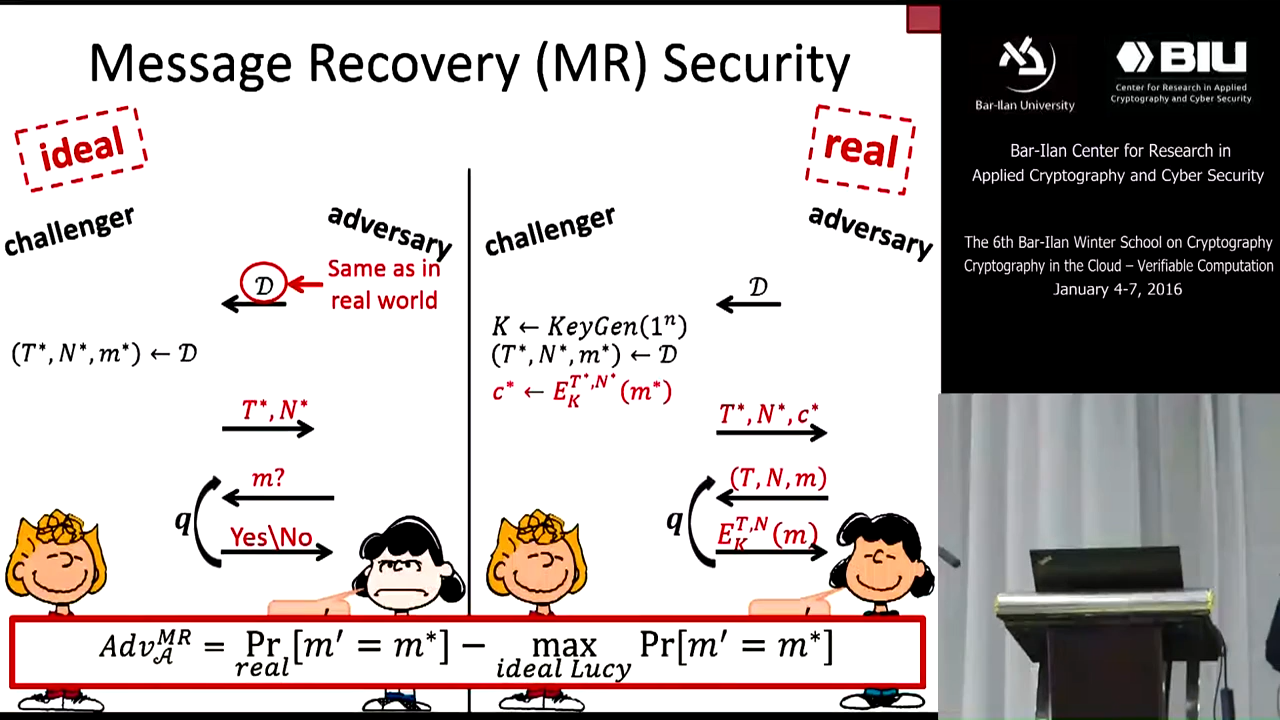 Message Recovery (MR) Security
ideal
real
challenger
adversary
challenger
adversary
𝒟
Same as in
real world
𝒟
(T*, N*, m*) ← 𝒟
K ← KeyGen(1ⁿ)
(T*, N*, m*) ← 𝒟
c* ← E_K^{T*,N*}(m*)
T*, N*
T*, N*, c*
m?
(T, N, m)
q
q
Yes\No
E_K^{T,N}(m)
Adv_𝒜^{MR} = Pr[m′ = m*] − max Pr[m′ = m*]
real
ideal Lucy
Bar-Ilan University
BIU
Center for Research in Applied
Cryptography and Cyber Security
Bar-Ilan Center for Research in
Applied Cryptography and Cyber Security
The 6th Bar-Ilan Winter School on Cryptography
Cryptography in the Cloud – Verifiable Computation
January 4-7, 2016